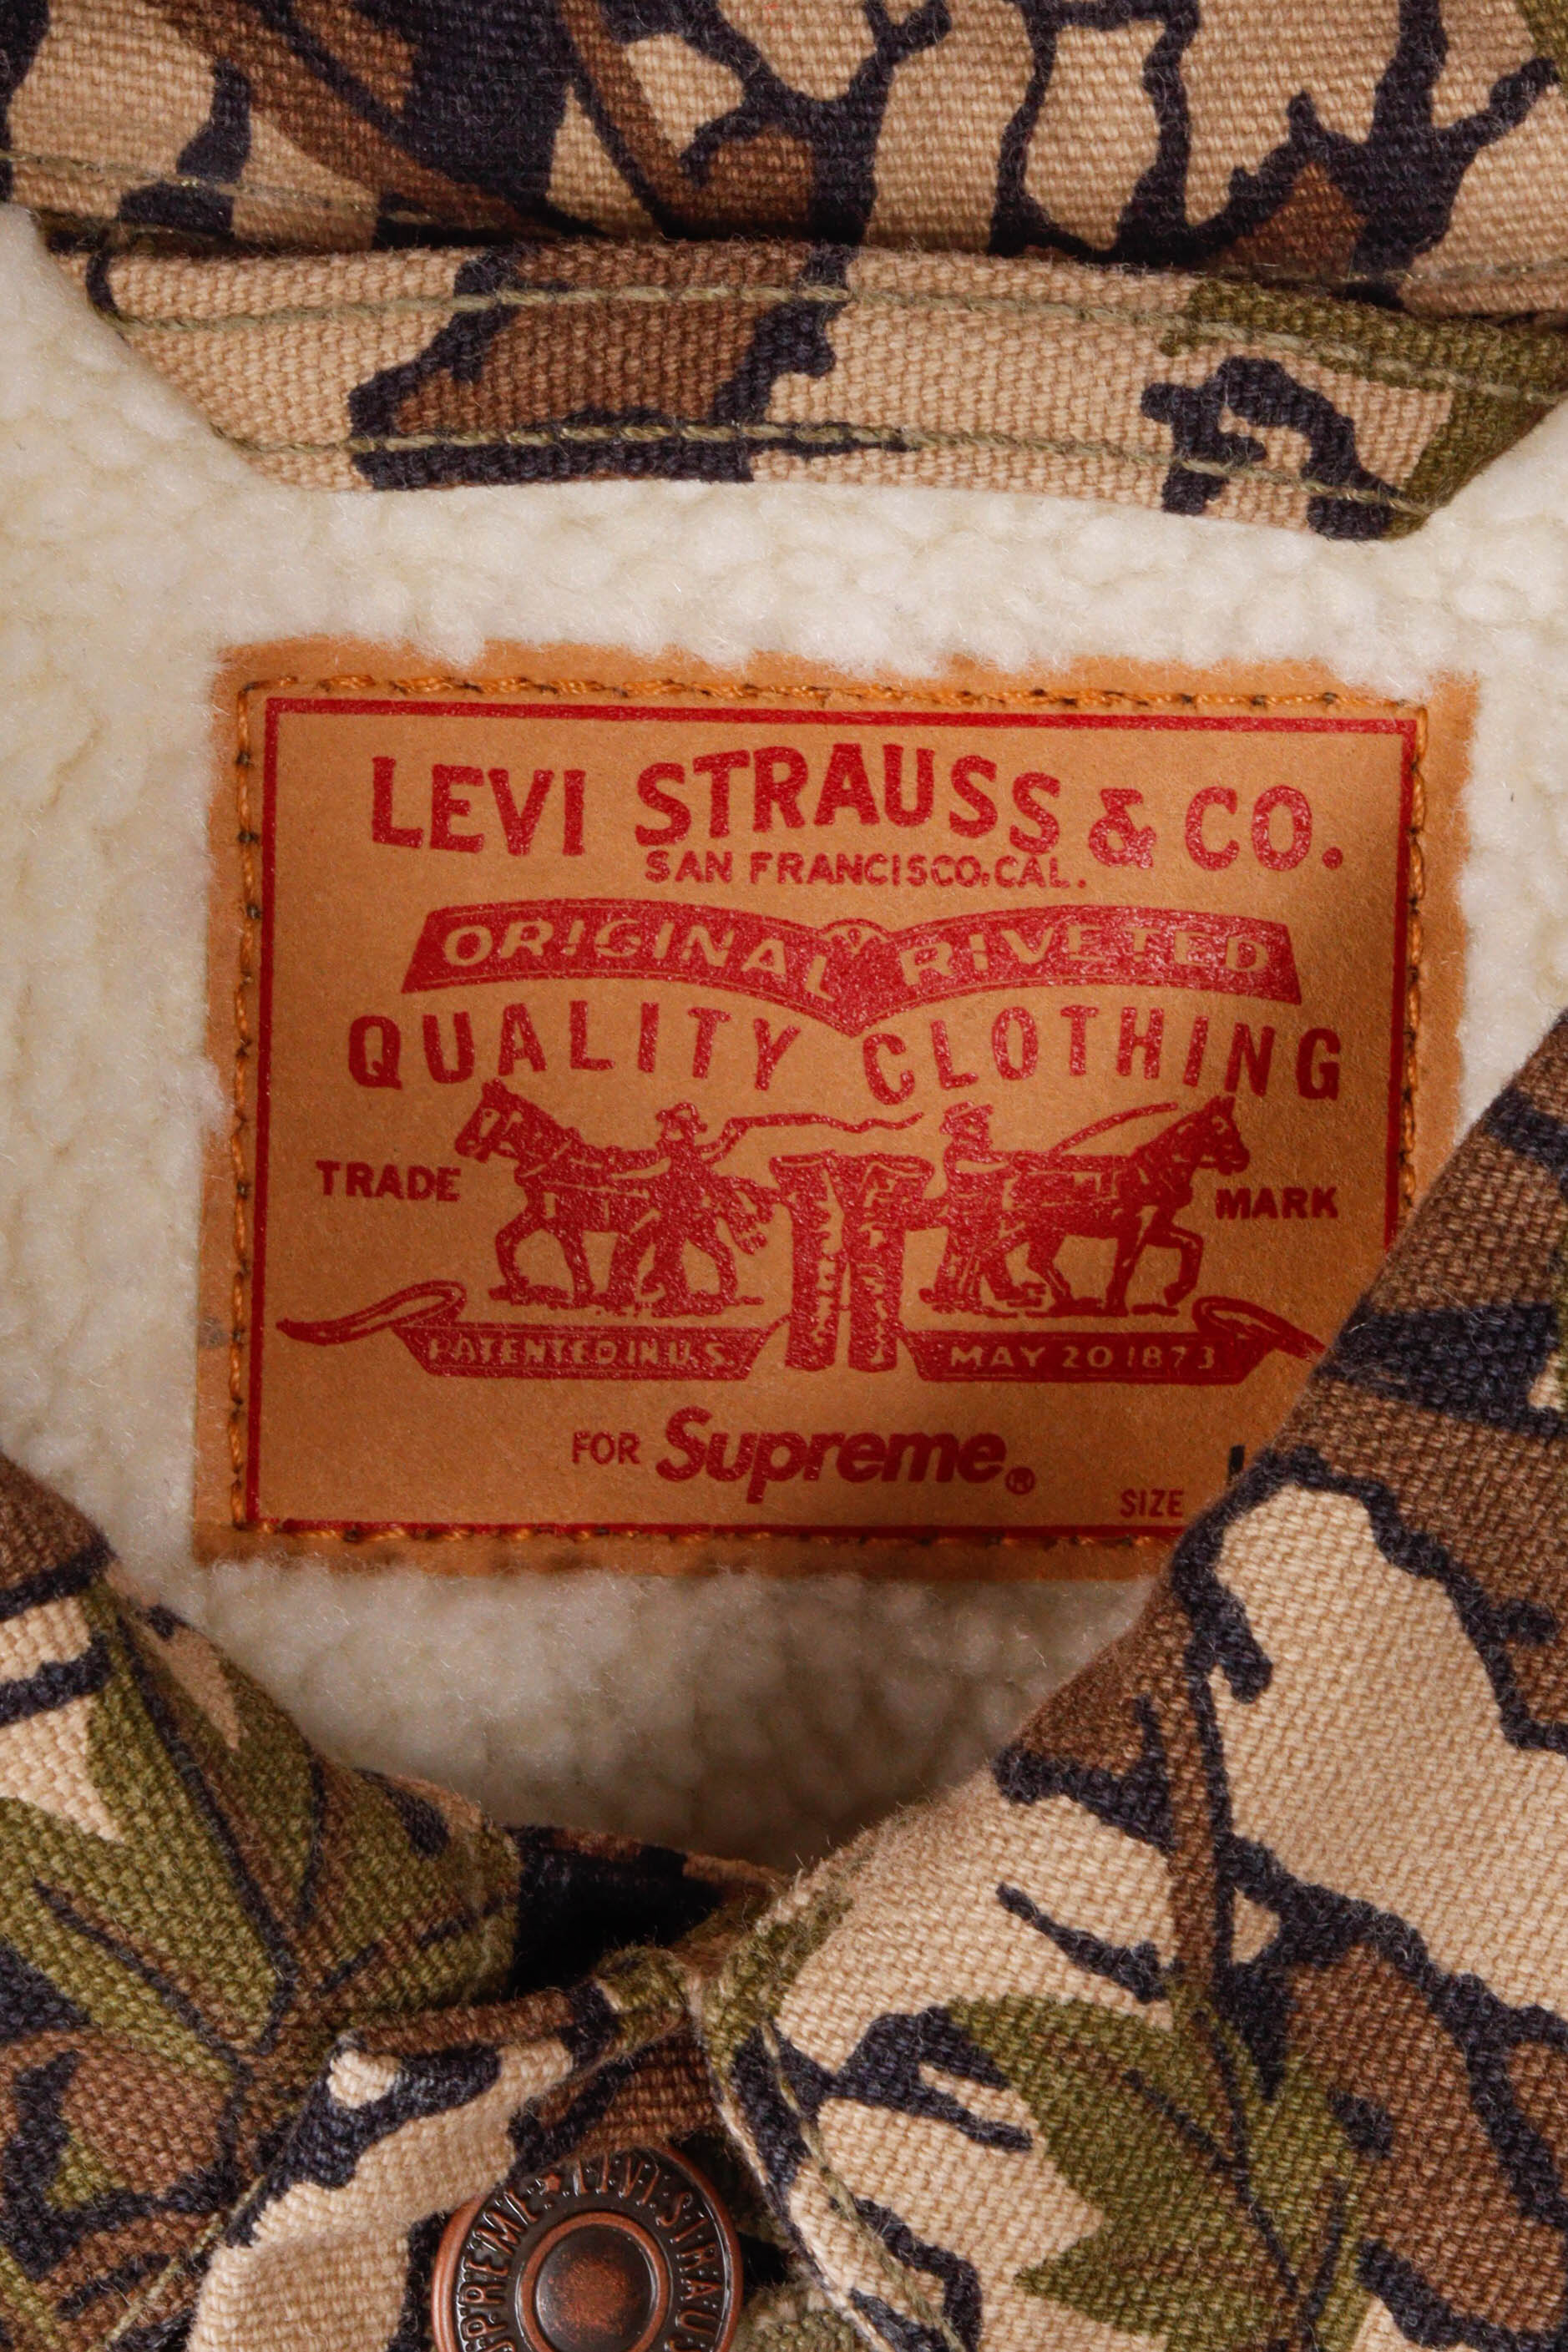 LEVI STRAUSS & CO.
SAN FRANCISCO, CAL.
ORIGINAL RIVETED
QUALITY CLOTHING
TRADE MARK
PATENTED IN U.S. MAY 20 1873
FOR Supreme®
SIZE
SUPREME ★ LEVI STRAUSS